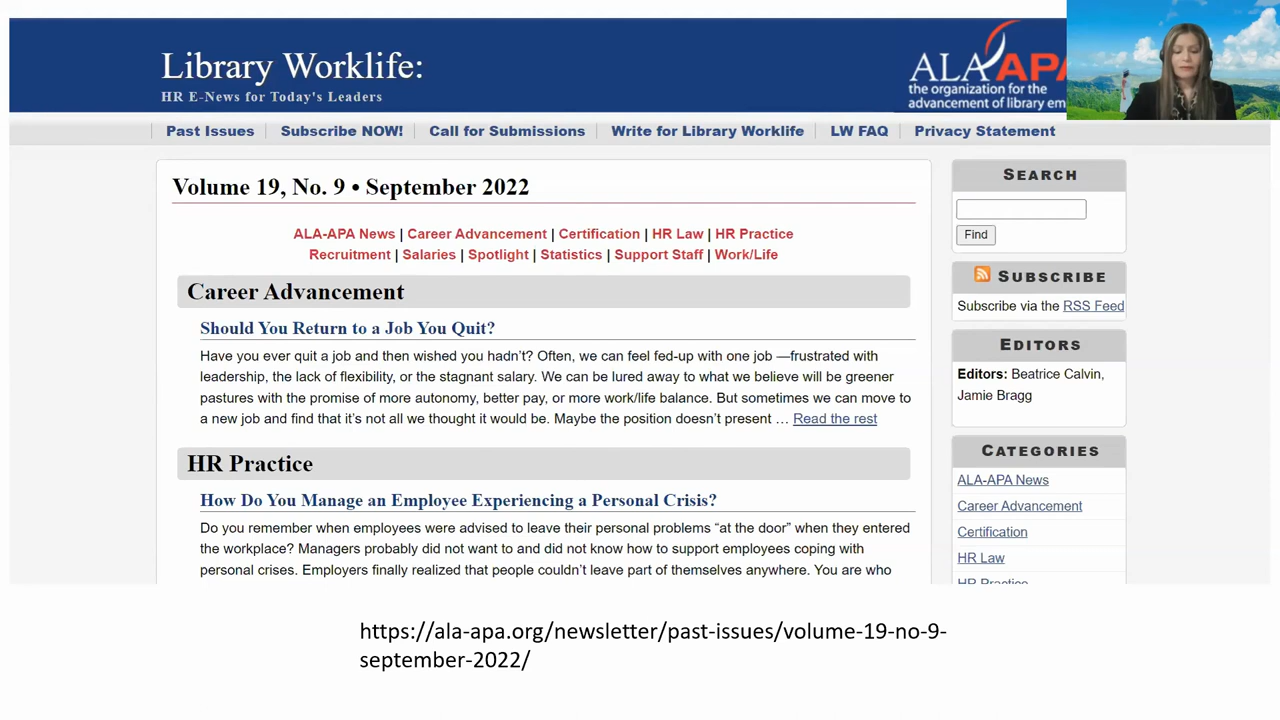 Library Worklife:
HR E-News for Today's Leaders
ALA APA
the organization for the
advancement of library em
Past Issues
Subscribe NOW!
Call for Submissions
Write for Library Worklife
LW FAQ
Privacy Statement
Volume 19, No. 9 • September 2022
ALA-APA News | Career Advancement | Certification | HR Law | HR Practice
Recruitment | Salaries | Spotlight | Statistics | Support Staff | Work/Life
Career Advancement
Should You Return to a Job You Quit?
Have you ever quit a job and then wished you hadn't? Often, we can feel fed-up with one job —frustrated with
leadership, the lack of flexibility, or the stagnant salary. We can be lured away to what we believe will be greener
pastures with the promise of more autonomy, better pay, or more work/life balance. But sometimes we can move to
a new job and find that it's not all we thought it would be. Maybe the position doesn't present … Read the rest
HR Practice
How Do You Manage an Employee Experiencing a Personal Crisis?
Do you remember when employees were advised to leave their personal problems “at the door” when they entered
the workplace? Managers probably did not want to and did not know how to support employees coping with
personal crises. Employers finally realized that people couldn't leave part of themselves anywhere. You are who
SEARCH
Find
SUBSCRIBE
Subscribe via the RSS Feed
EDITORS
Editors: Beatrice Calvin,
Jamie Bragg
CATEGORIES
ALA-APA News
Career Advancement
Certification
HR Law
HR Practice
https://ala-apa.org/newsletter/past-issues/volume-19-no-9-
september-2022/